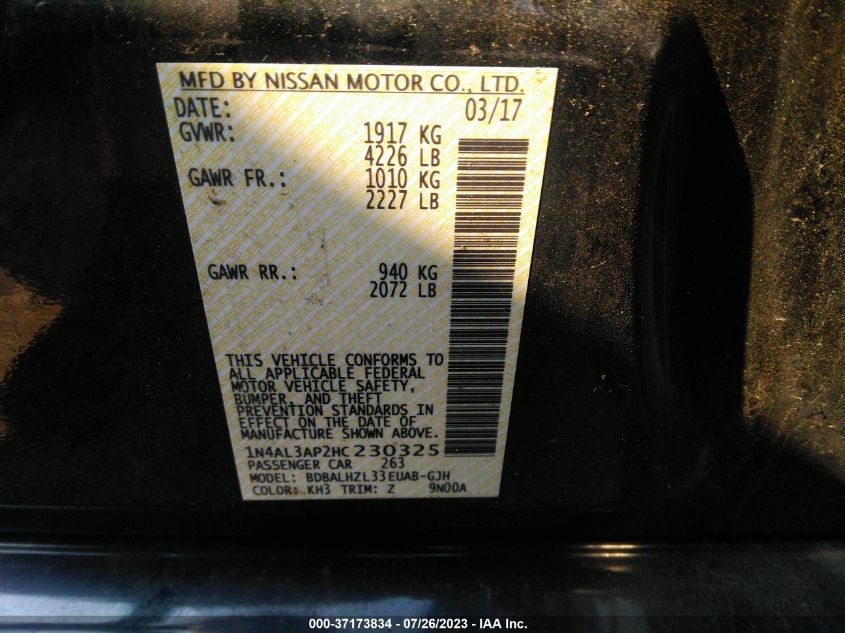 MFD BY NISSAN MOTOR CO., LTD.
DATE: 03/17
GVWR: 1917 KG
4226 LB
GAWR FR.: 1010 KG
2227 LB
GAWR RR.: 940 KG
2072 LB
THIS VEHICLE CONFORMS TO
ALL APPLICABLE FEDERAL
MOTOR VEHICLE SAFETY,
BUMPER, AND THEFT
PREVENTION STANDARDS IN
EFFECT ON THE DATE OF
MANUFACTURE SHOWN ABOVE.
1N4AL3AP2HC230325
PASSENGER CAR 263
MODEL: BDBALHZL33EUAB-GJH
COLOR: KH3 TRIM: Z 9N00A
000-37173834 - 07/26/2023 - IAA Inc.